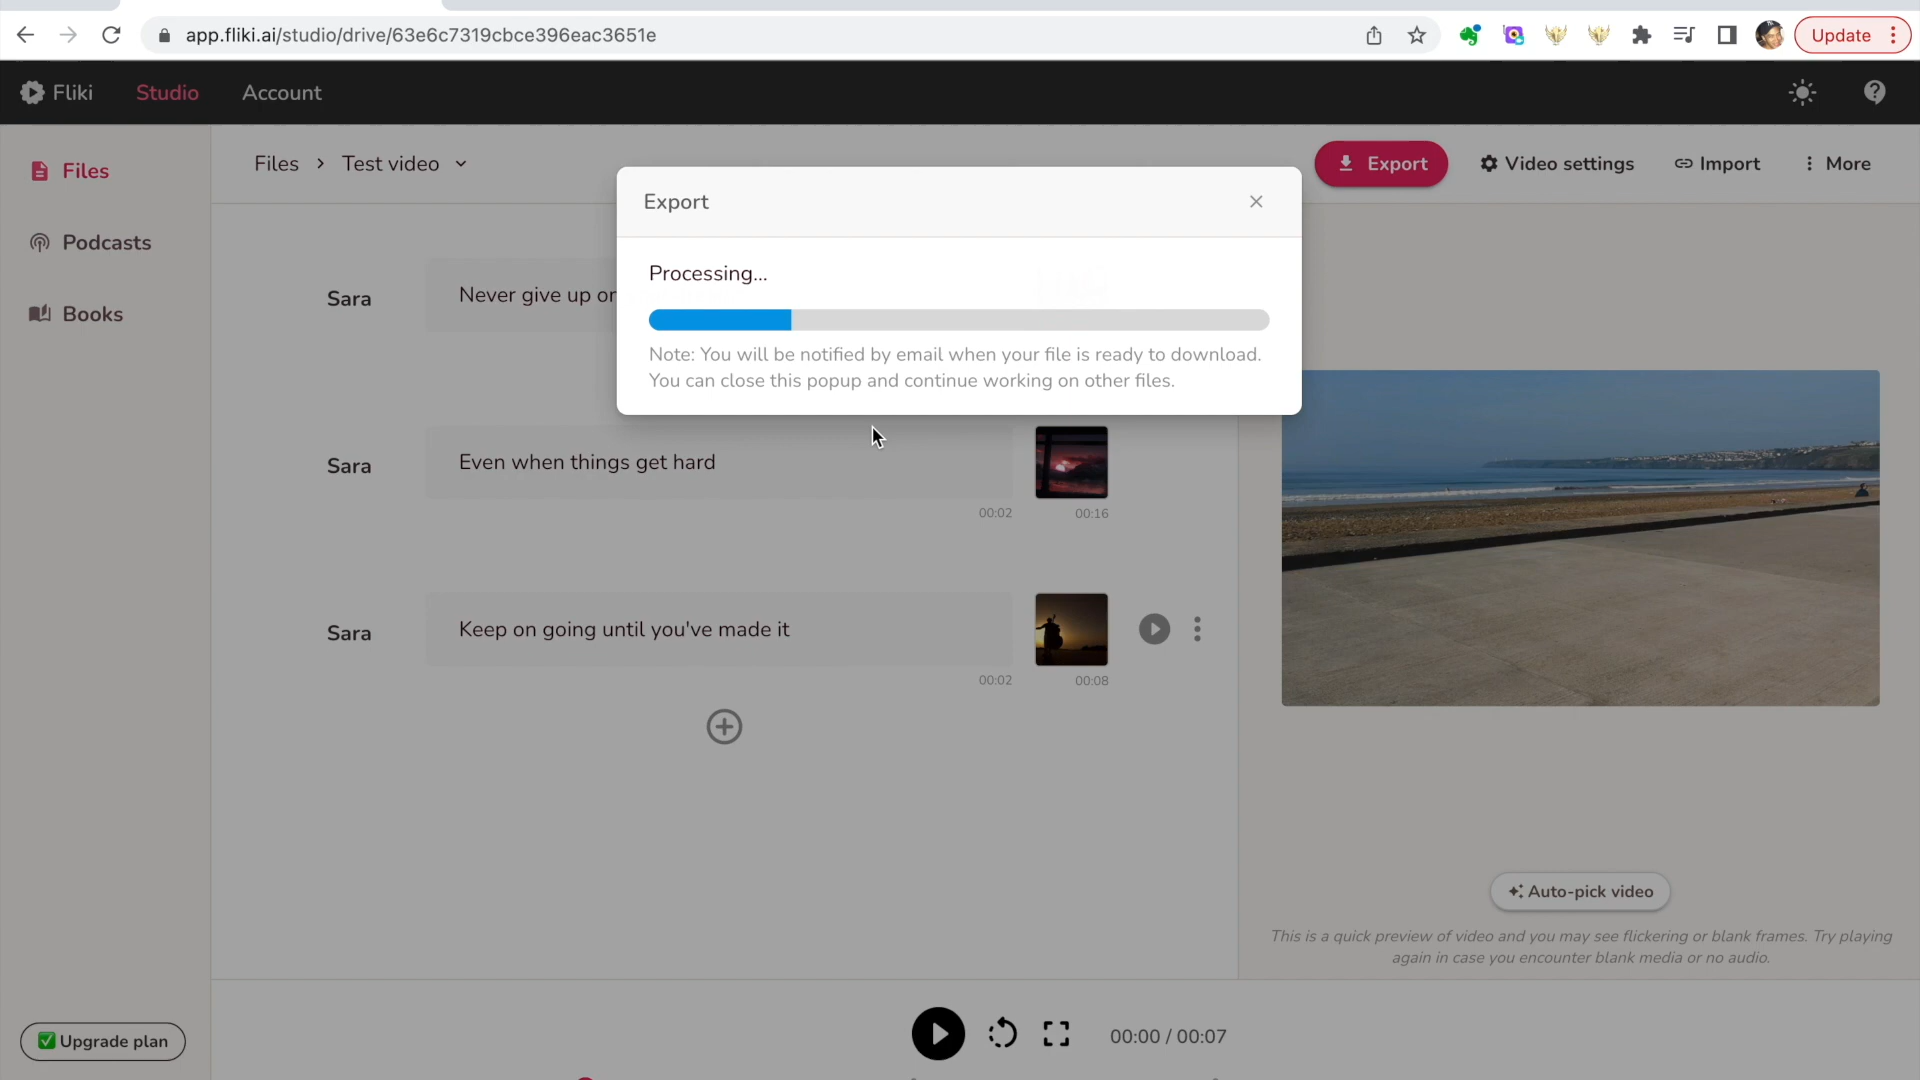 app.fliki.ai/studio/drive/63e6c7319cbce396eac3651e
Update
Fliki
Studio
Account
Files
Podcasts
Books
Files > Test video
Export
Video settings
Import
More
Export
Processing...
Note: You will be notified by email when your file is ready to download.
You can close this popup and continue working on other files.
Sara
Never give up
Sara
Even when things get hard
00:02
00:16
Sara
Keep on going until you've made it
00:02
00:08
Auto-pick video
This is a quick preview of video and you may see flickering or blank frames. Try playing
again in case you encounter blank media or no audio.
Upgrade plan
00:00 / 00:07